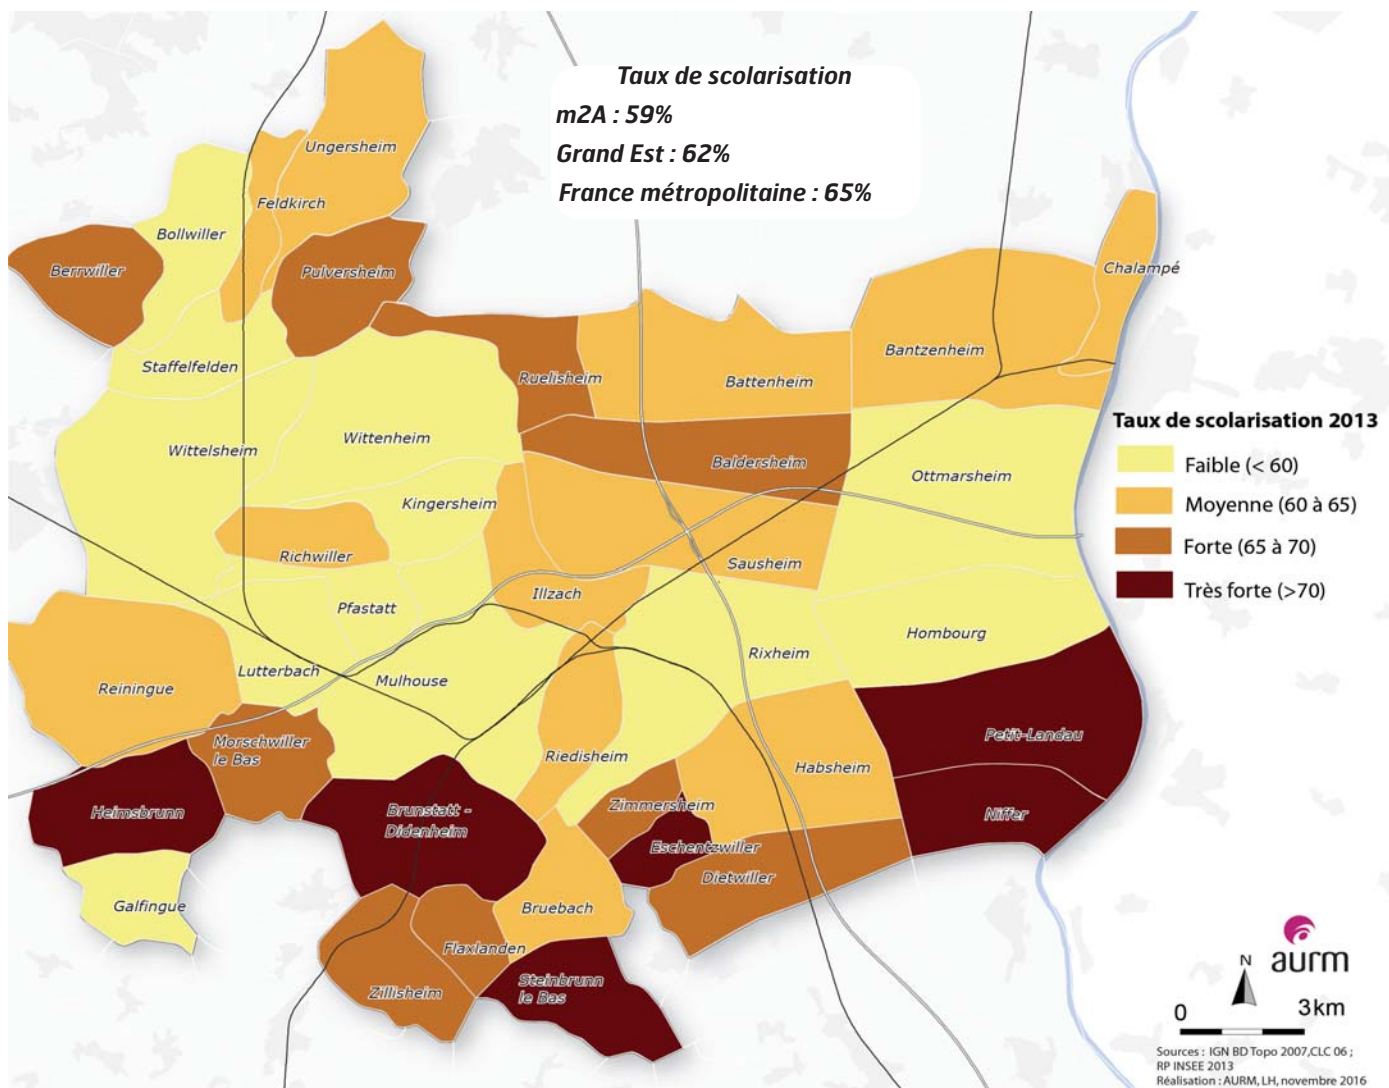 Taux de scolarisation
m2A : 59%
Grand Est : 62%
France métropolitaine : 65%
Ungersheim
Feldkirch
Bollwiller
Berrwiller
Pulversheim
Chalampé
Staffelfelden
Ruelisheim
Battenheim
Bantzenheim
Wittelsheim
Wittenheim
Baldersheim
Ottmarsheim
Kingersheim
Richwiller
Sausheim
Illzach
Pfastatt
Hombourg
Rixheim
Lutterbach
Mulhouse
Reiningue
Morschwiller
le Bas
Riedisheim
Habsheim
Petit-Landau
Heimsbrunn
Brunstatt -
Didenheim
Zimmersheim
Niffer
Eschentzwiller
Dietwiller
Galfingue
Bruebach
Flaxlanden
Zillisheim
Steinbrunn
le Bas
Taux de scolarisation 2013
Faible (< 60)
Moyenne (60 à 65)
Forte (65 à 70)
Très forte (>70)
aurm
N
0 3km
Sources : IGN BD Topo 2007,CLC 06 ;
RP INSEE 2013
Réalisation : AURM, LH, novembre 2016